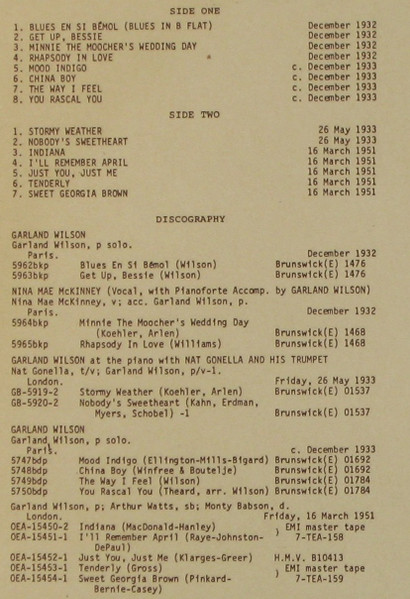 SIDE ONE
1. BLUES EN SI BÉMOL (BLUES IN B FLAT) December 1932
2. GET UP, BESSIE December 1932
3. MINNIE THE MOOCHER'S WEDDING DAY December 1932
4. RHAPSODY IN LOVE December 1932
5. MOOD INDIGO c. December 1933
6. CHINA BOY c. December 1933
7. THE WAY I FEEL c. December 1933
8. YOU RASCAL YOU c. December 1933
SIDE TWO
1. STORMY WEATHER 26 May 1933
2. NOBODY'S SWEETHEART 26 May 1933
3. INDIANA 16 March 1951
4. I'LL REMEMBER APRIL 16 March 1951
5. JUST YOU, JUST ME 16 March 1951
6. TENDERLY 16 March 1951
7. SWEET GEORGIA BROWN 16 March 1951
DISCOGRAPHY
GARLAND WILSON
Garland Wilson, p solo.
Paris. December 1932
5962bkp Blues En Si Bémol (Wilson) Brunswick(E) 1476
5963bkp Get Up, Bessie (Wilson) Brunswick(E) 1476
NINA MAE McKINNEY (Vocal, with Pianoforte Accomp. by GARLAND WILSON)
Nina Mae McKinney, v; acc. Garland Wilson, p.
Paris. December 1932
5964bkp Minnie The Moocher's Wedding Day
(Koehler, Arlen) Brunswick(E) 1468
5965bkp Rhapsody In Love (Williams) Brunswick(E) 1468
GARLAND WILSON at the piano with NAT GONELLA AND HIS TRUMPET
Nat Gonella, t/v; Garland Wilson, p/v-1.
London. Friday, 26 May 1933
GB-5919-2 Stormy Weather (Koehler, Arlen) Brunswick(E) 01537
GB-5920-2 Nobody's Sweetheart (Kahn, Erdman,
Myers, Schobel) -1 Brunswick(E) 01537
GARLAND WILSON
Garland Wilson, p solo.
Paris. c. December 1933
5747bkp Mood Indigo (Ellington-Mills-Bigard) Brunswick(E) 01692
5748bkp China Boy (Winfree & Boutelje) Brunswick(E) 01692
5749bkp The Way I Feel (Wilson) Brunswick(E) 01784
5750bkp You Rascal You (Theard, arr. Wilson) Brunswick(E) 01784
Garland Wilson, p; Arthur Watts, sb; Monty Babson, d.
London. Friday, 16 March 1951
OEA-15450-2 Indiana (MacDonald-Hanley) ) EMI master tape
OEA-15451-1 I'll Remember April (Raye-Johnston- 7-TEA-158
DePaul)
OEA-15452-1 Just You, Just Me (Klarges-Greer) H.M.V. B10413
OEA-15453-1 Tenderly (Gross) ) EMI master tape
OEA-15454-1 Sweet Georgia Brown (Pinkard- 7-TEA-159
Bernie-Casey)